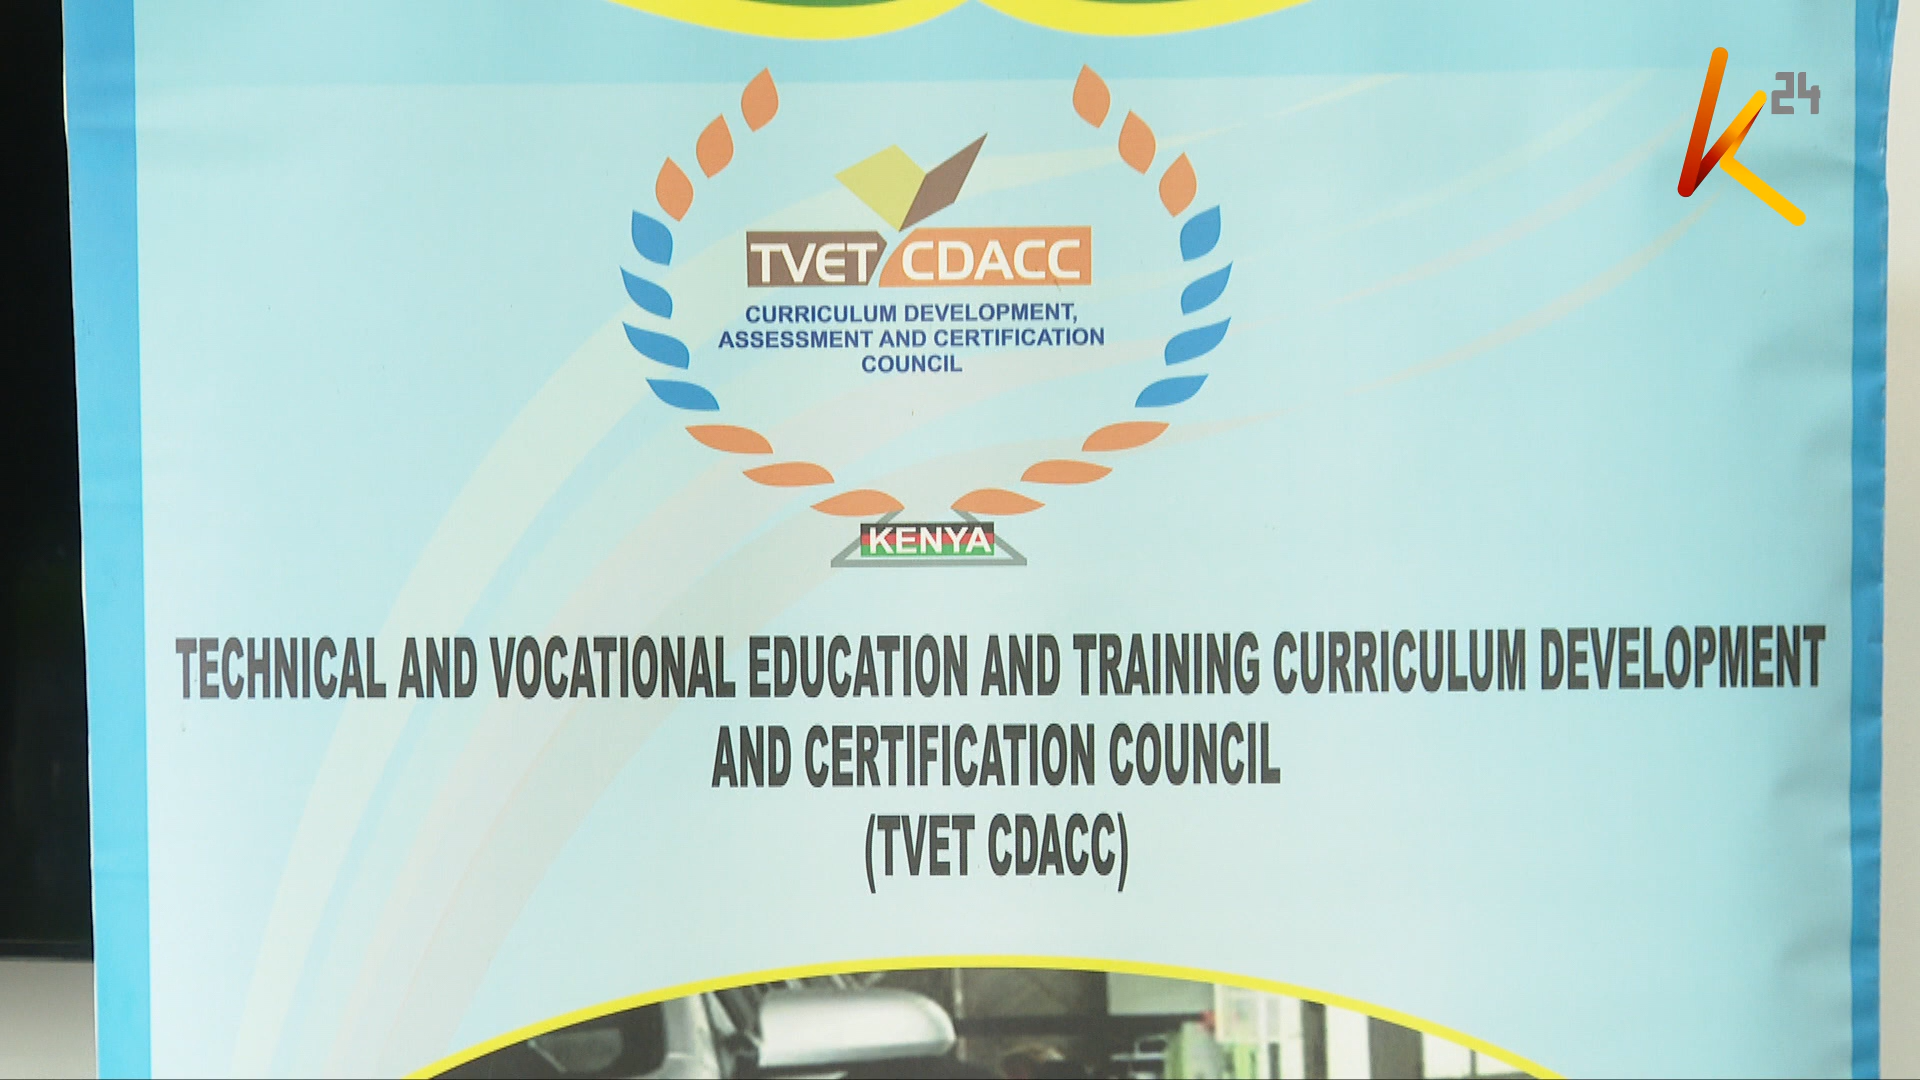 K24
TVET CDACC
CURRICULUM DEVELOPMENT,
ASSESSMENT AND CERTIFICATION
COUNCIL
KENYA
TECHNICAL AND VOCATIONAL EDUCATION AND TRAINING CURRICULUM DEVELOPMENT
AND CERTIFICATION COUNCIL
(TVET CDACC)